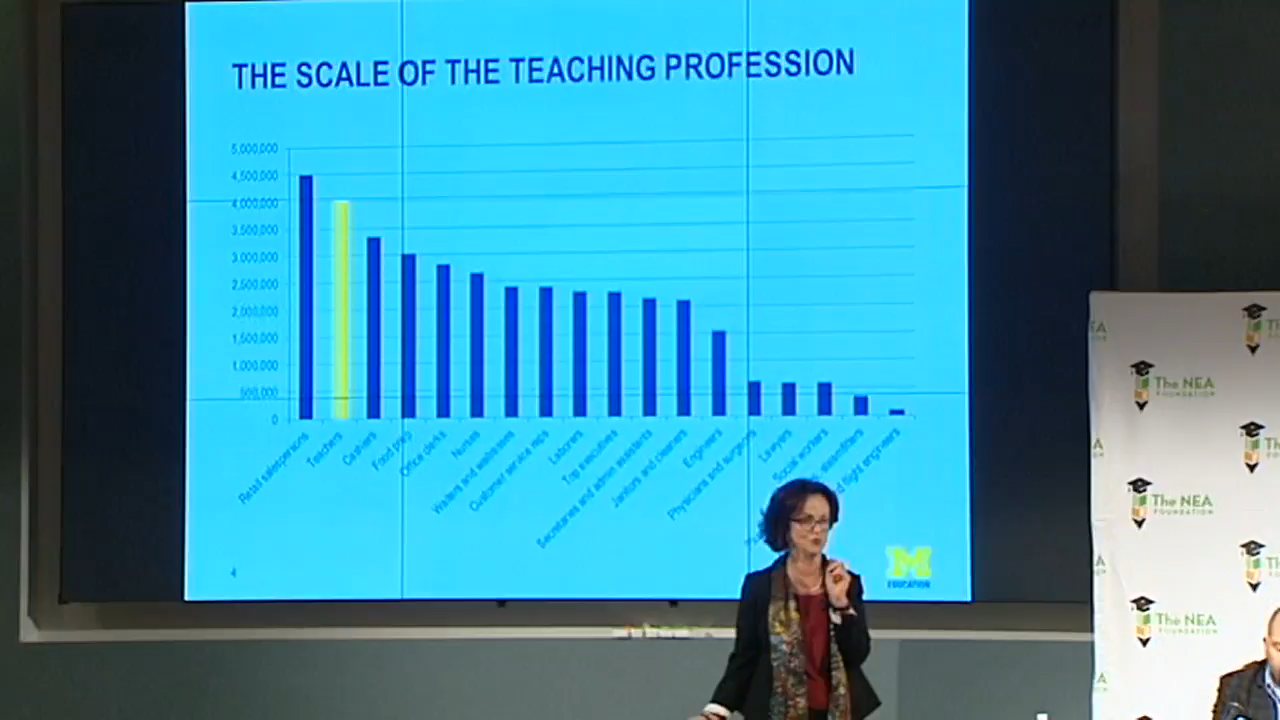 THE SCALE OF THE TEACHING PROFESSION
5,000,000
4,500,000
4,000,000
3,500,000
3,000,000
2,500,000
2,000,000
1,500,000
1,000,000
500,000
0
Retail salespersons
Teachers
Cashiers
Food prep
Office clerks
Nurses
Waiters and waitresses
Customer service reps
Laborers
Top executives
Secretaries and admin assistants
Janitors and cleaners
Engineers
Physicians and surgeons
Lawyers
Social workers
flight engineers
4
M
EDUCATION
The NEA
FOUNDATION
The NEA
FOUNDATION
The NEA
FOUNDATION